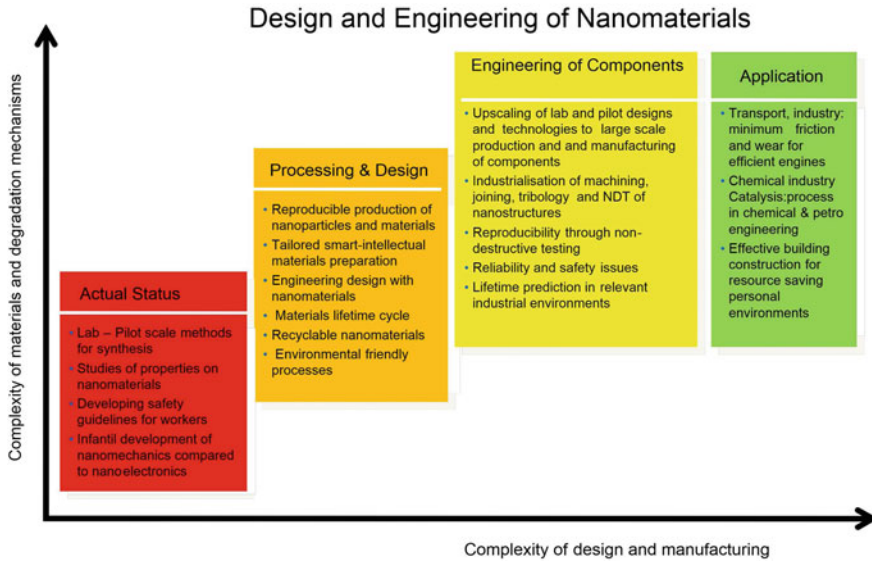 Design and Engineering of Nanomaterials
Complexity of materials and degradation mechanisms
Actual Status
• Lab – Pilot scale methods
for synthesis
• Studies of properties on
nanomaterials
• Developing safety
guidelines for workers
• Infantil development of
nanomechanics compared
to nanoelectronics
Processing & Design
• Reproducible production of
nanoparticles and materials
• Tailored smart-intellectual
materials preparation
• Engineering design with
nanomaterials
• Materials lifetime cycle
• Recyclable nanomaterials
• Environmental friendly
processes
Engineering of Components
• Upscaling of lab and pilot designs
and technologies to large scale
production and and manufacturing
of components
• Industrialisation of machining,
joining, tribology and NDT of
nanostructures
• Reproducibility through non-
destructive testing
• Reliability and safety issues
• Lifetime prediction in relevant
industrial environments
Application
• Transport, industry:
minimum friction
and wear for
efficient engines
• Chemical industry
Catalysis:process
in chemical & petro
engineering
• Effective building
construction for
resource saving
personal
environments
Complexity of design and manufacturing